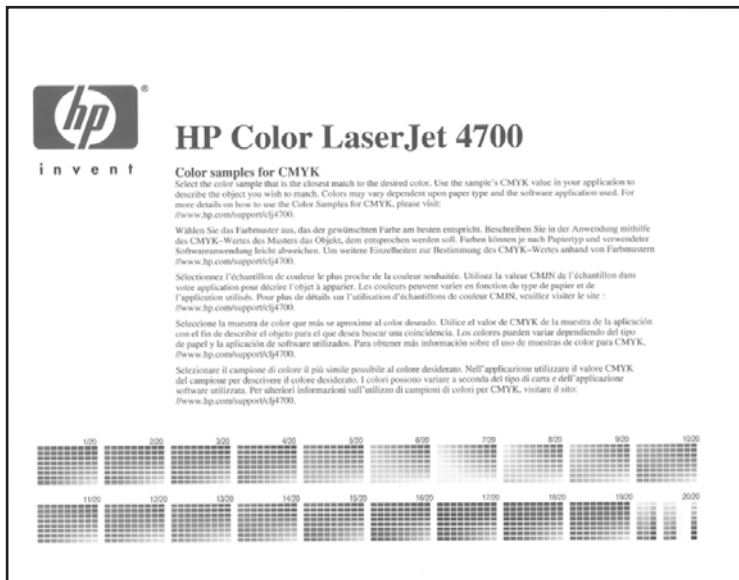 hp
®
invent
HP Color LaserJet 4700
Color samples for CMYK
Select the color sample that is the closest match to the desired color. Use the sample's CMYK value in your application to
describe the object you wish to match. Colors may vary dependent upon paper type and the software application used. For
more details on how to use the Color Samples for CMYK, please visit:
//www.hp.com/support/clj4700.
Wählen Sie das Farbmuster aus, das der gewünschten Farbe am besten entspricht. Beschreiben Sie in der Anwendung mithilfe
des CMYK-Wertes des Musters das Objekt, dem entsprochen werden soll. Farben können je nach Papiertyp und verwendeter
Softwareanwendung leicht abweichen. Um weitere Einzelheiten zur Bestimmung des CMYK-Wertes anhand von Farbmustern
//www.hp.com/support/clj4700.
Sélectionnez l'échantillon de couleur le plus proche de la couleur souhaitée. Utilisez la valeur CMJN de l'échantillon dans
votre application pour décrire l'objet à apparier. Les couleurs peuvent varier en fonction du type de papier et de
l'application utilisés. Pour plus de détails sur l'utilisation d'échantillons de couleur CMJN, veuillez visiter le site :
//www.hp.com/support/clj4700.
Seleccione la muestra de color que más se aproxime al color deseado. Utilice el valor de CMYK de la muestra de la aplicación
con el fin de describir el objeto para el que desea buscar una coincidencia. Los colores pueden variar dependiendo del tipo
de papel y la aplicación de software utilizados. Para obtener más información sobre el uso de muestras de color para CMYK,
//www.hp.com/support/clj4700.
Selezionare il campione di colore il più simile possibile al colore desiderato. Nell'applicazione utilizzare il valore CMYK
del campione per descrivere il colore desiderato. I colori possono variare a seconda del tipo di carta e dell'applicazione
software utilizzata. Per ulteriori informazioni sull'utilizzo di campioni di colori per CMYK, visitare il sito:
//www.hp.com/support/clj4700.
1/20 2/20 3/20 4/20 5/20 6/20 7/20 8/20 9/20 10/20
11/20 12/20 13/20 14/20 15/20 16/20 17/20 18/20 19/20 20/20